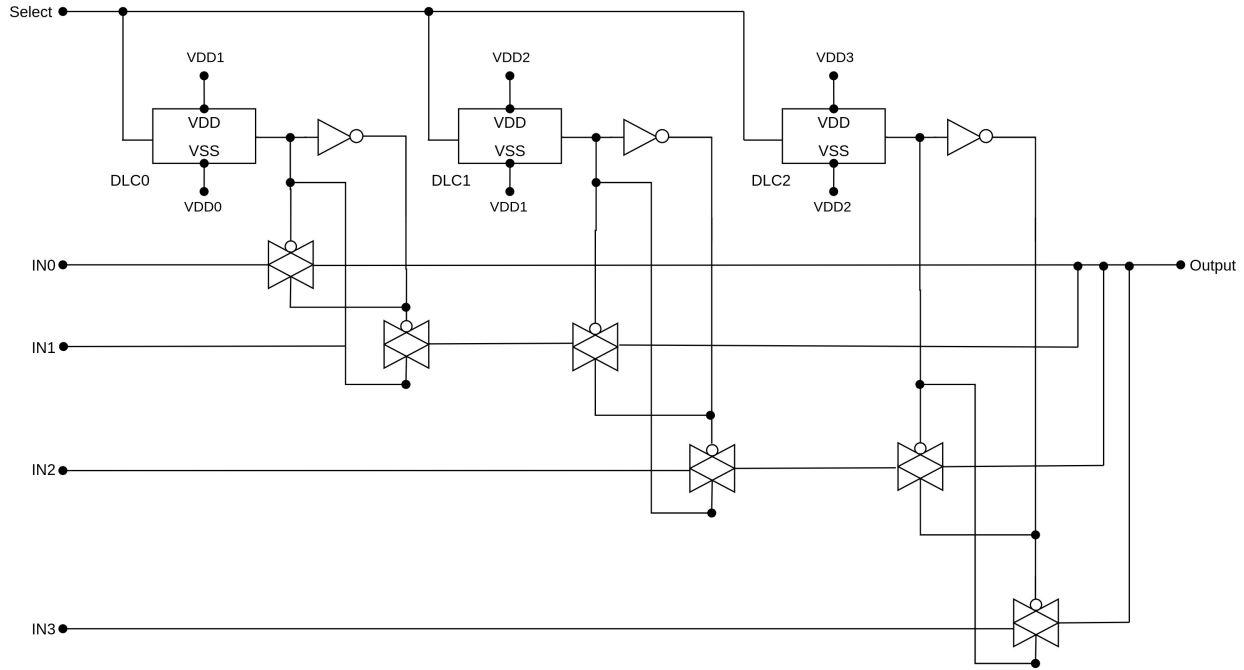 Select
VDD1 VDD2 VDD3
VDD VDD VDD
VSS VSS VSS
DLC0 DLC1 DLC2
VDD0 VDD1 VDD2
IN0 Output
IN1
IN2
IN3